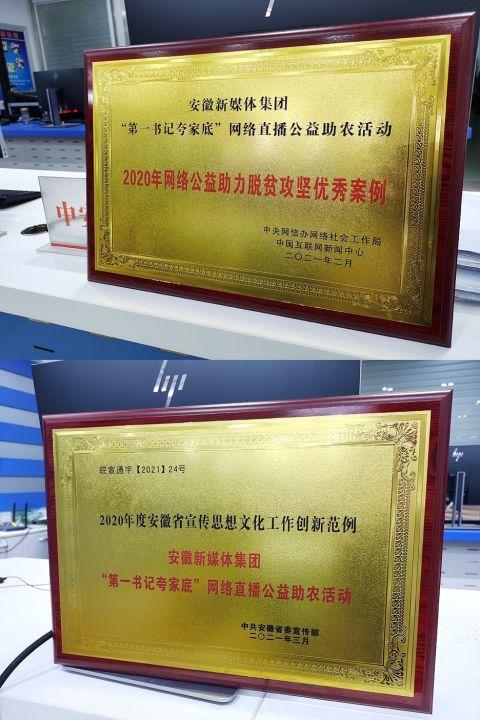 安徽新媒体集团
“第一书记夸家底”网络直播公益助农活动
2020年网络公益助力脱贫攻坚优秀案例
中央网信办网络社会工作局
中国互联网新闻中心
二〇二一年二月
中安
hp
皖宣通字【2021】24号
2020年度安徽省宣传思想文化工作创新范例
安徽新媒体集团
“第一书记夸家底”网络直播公益助农活动
中共安徽省委宣传部
二〇二一年三月